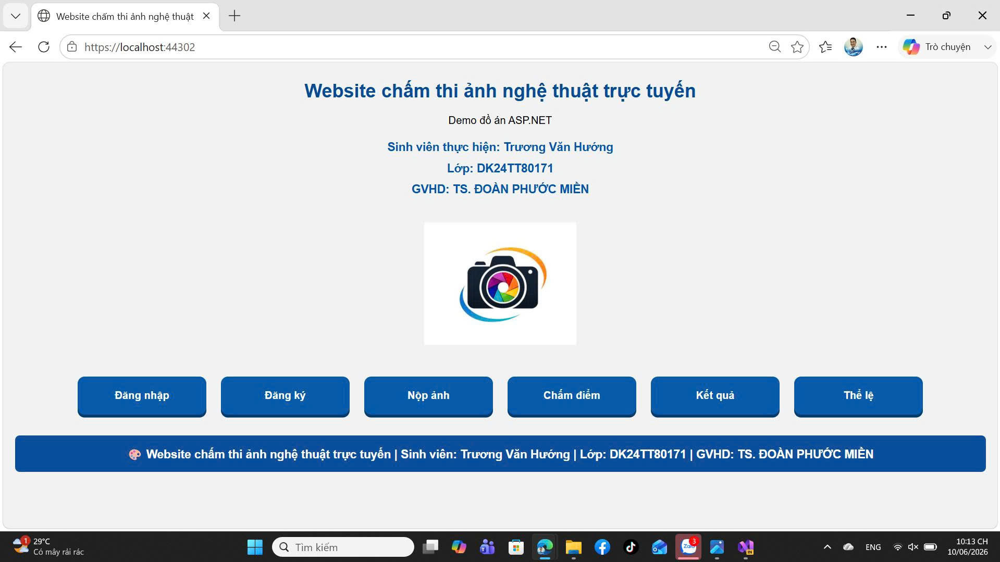 Website chấm thi ảnh nghệ thuật
https://localhost:44302
Trò chuyện
Website chấm thi ảnh nghệ thuật trực tuyến
Demo đồ án ASP.NET
Sinh viên thực hiện: Trương Văn Hướng
Lớp: DK24TT80171
GVHD: TS. ĐOÀN PHƯỚC MIỀN
Đăng nhập
Đăng ký
Nộp ảnh
Chấm điểm
Kết quả
Thể lệ
🎨 Website chấm thi ảnh nghệ thuật trực tuyến | Sinh viên: Trương Văn Hướng | Lớp: DK24TT80171 | GVHD: TS. ĐOÀN PHƯỚC MIỀN
1
29°C
Có mây rải rác
Tìm kiếm
Zalo
3
ENG
10:13 CH
10/06/2026